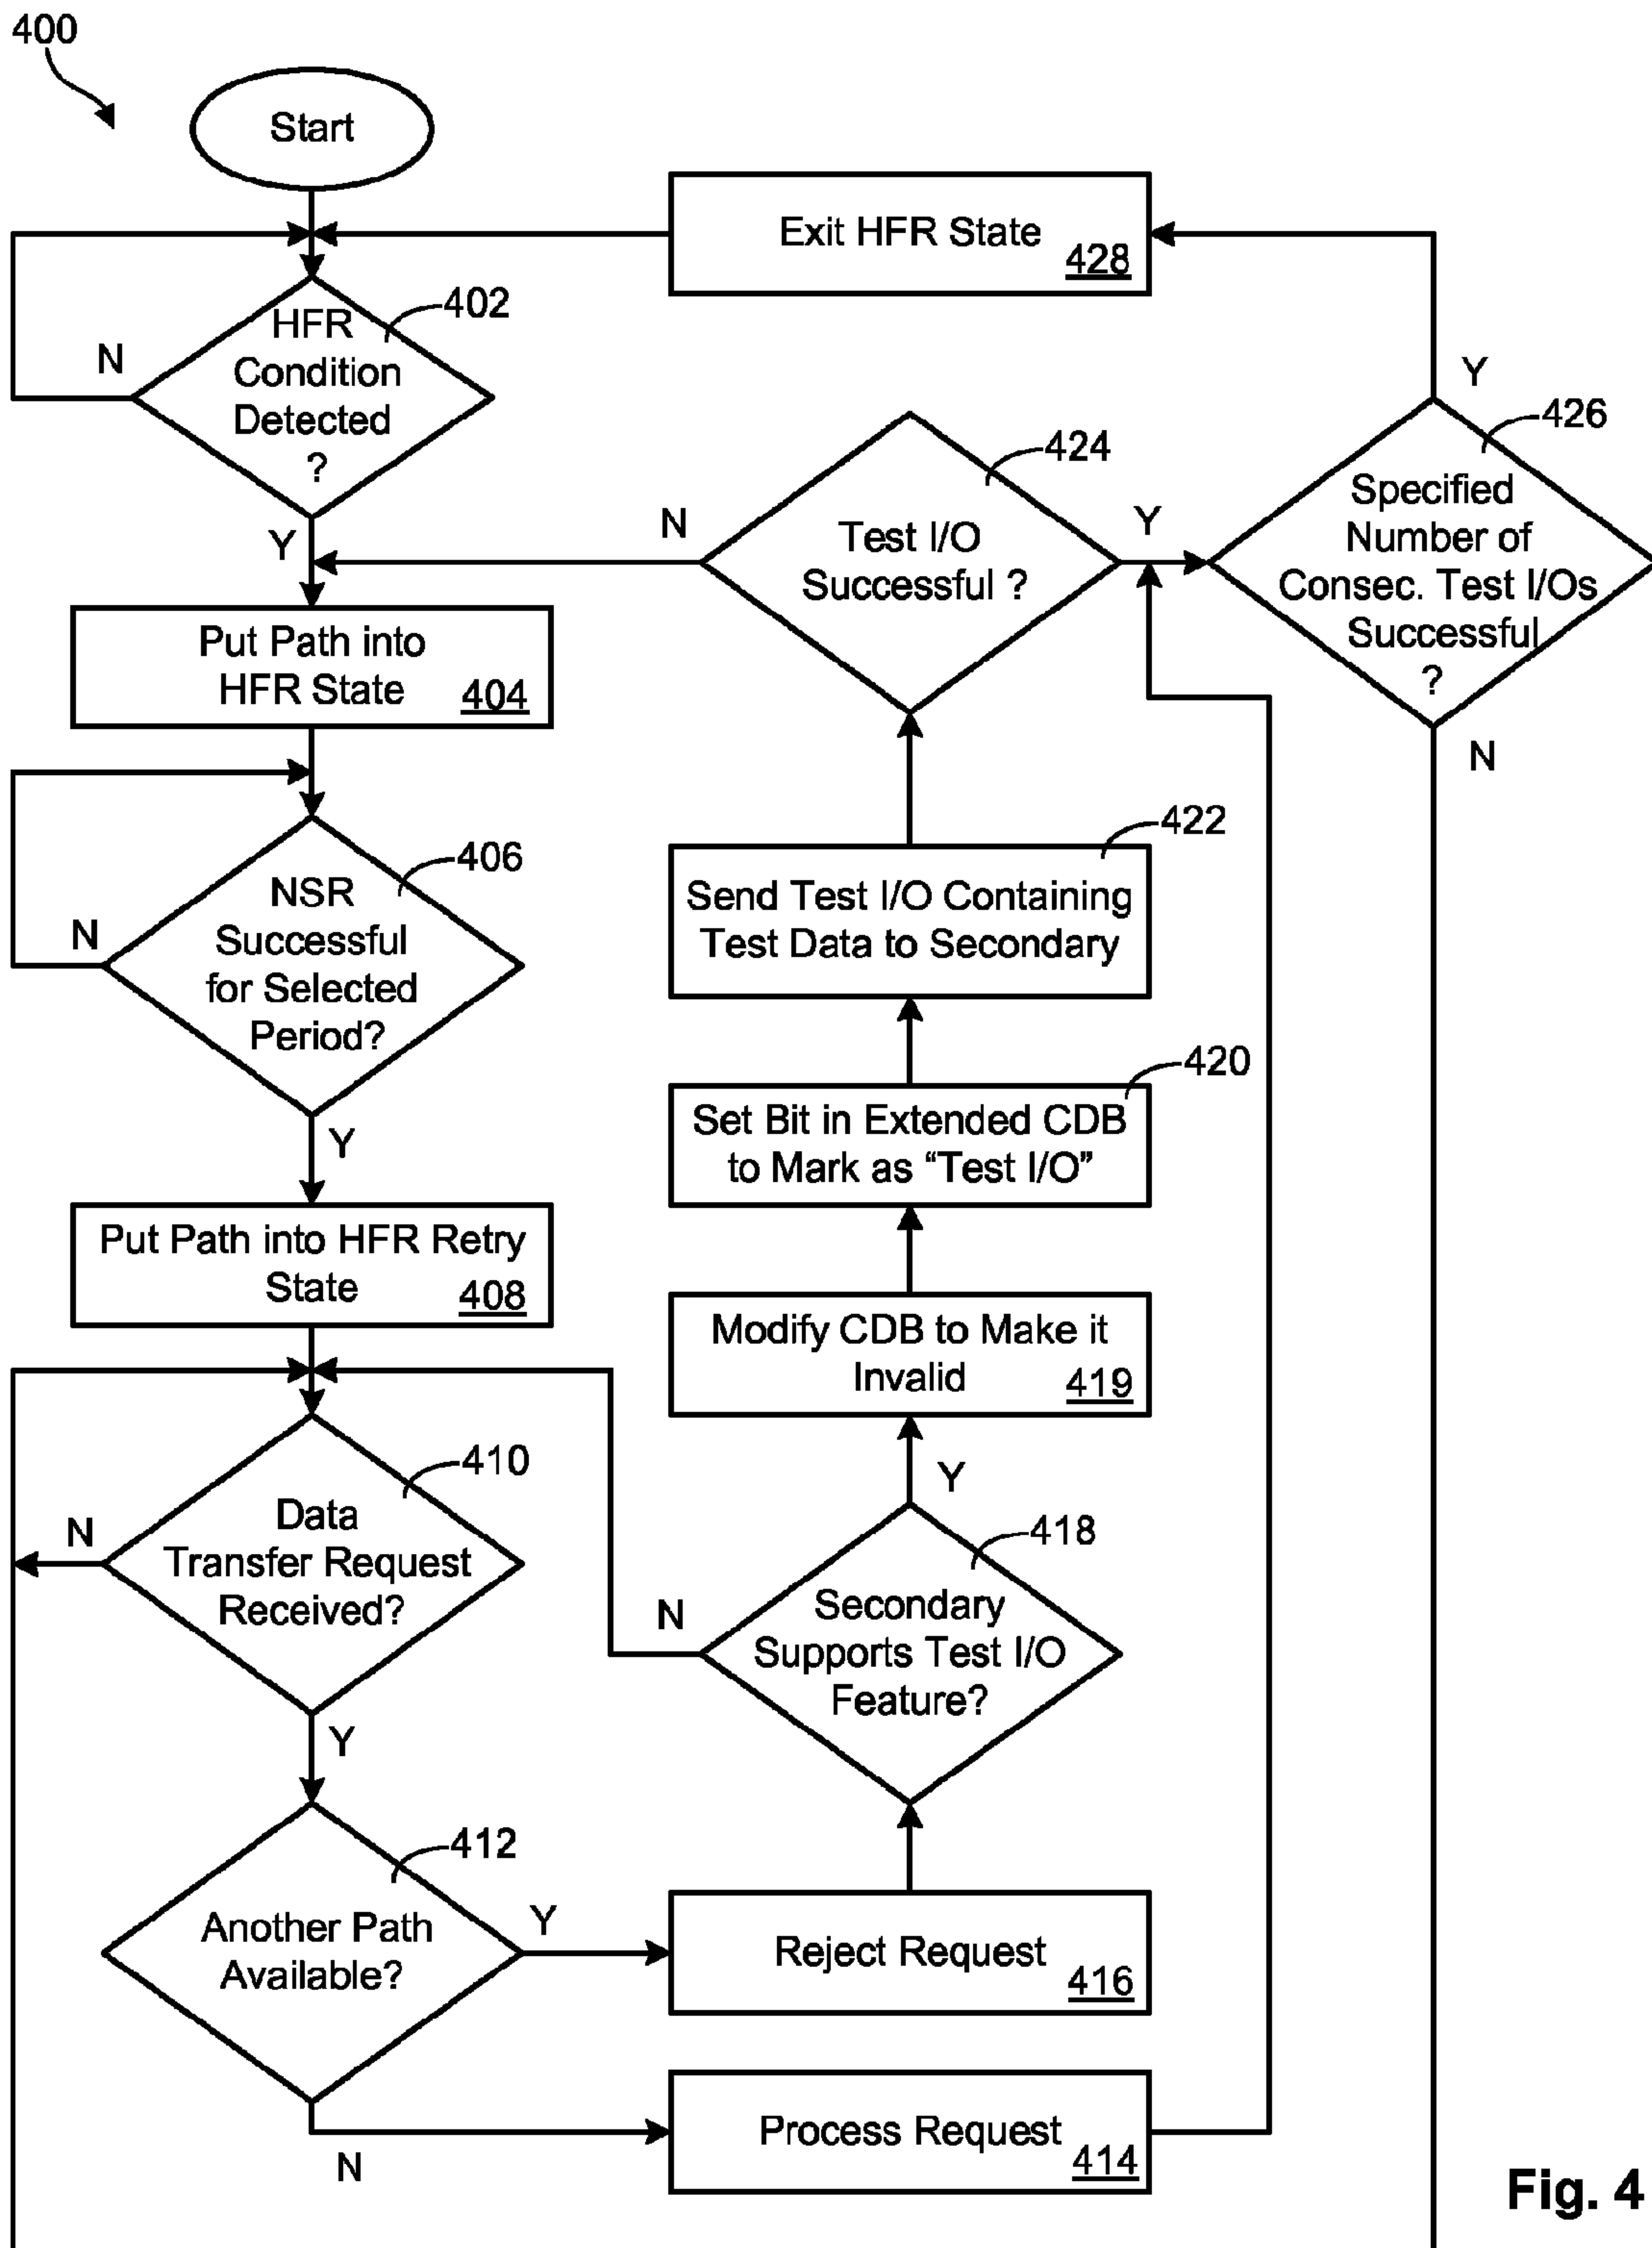 400
Start
Exit HFR State
428
402
HFR
Condition
Detected
?
N
Y
Y
426
Specified
Number of
Consec. Test I/Os
Successful
?
N
424
Test I/O
Successful ?
N
Y
Put Path into
HFR State
404
406
NSR
Successful
for Selected
Period?
N
Y
422
Send Test I/O Containing
Test Data to Secondary
420
Set Bit in Extended CDB
to Mark as “Test I/O”
Put Path into HFR Retry
State
408
Modify CDB to Make it
Invalid
419
410
Data
Transfer Request
Received?
N
Y
Y
418
Secondary
Supports Test I/O
Feature?
N
412
Another Path
Available?
Y
N
Reject Request
416
Process Request
414
Fig. 4